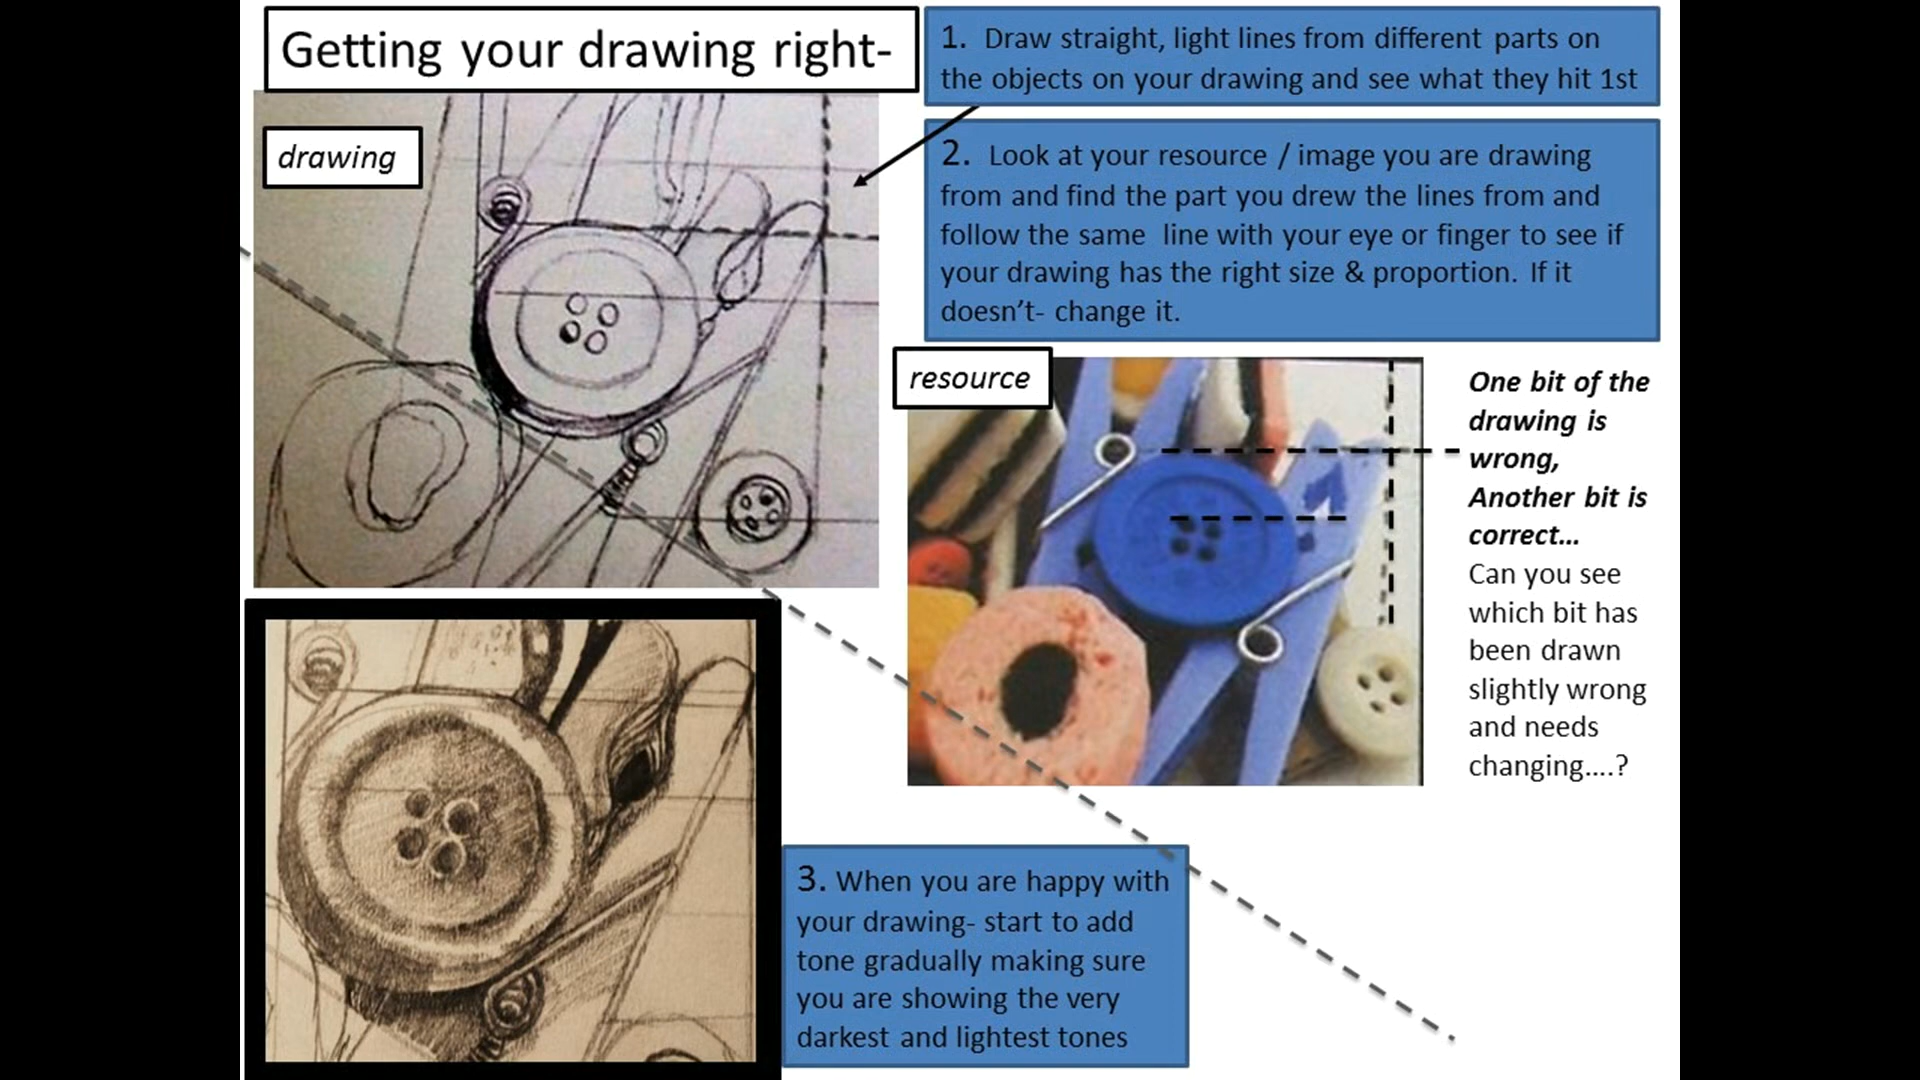 Getting your drawing right-
1. Draw straight, light lines from different parts on
the objects on your drawing and see what they hit 1st
drawing
2. Look at your resource / image you are drawing
from and find the part you drew the lines from and
follow the same line with your eye or finger to see if
your drawing has the right size & proportion. If it
doesn't- change it.
resource
One bit of the
drawing is
wrong,
Another bit is
correct...
Can you see
which bit has
been drawn
slightly wrong
and needs
changing....?
3. When you are happy with
your drawing- start to add
tone gradually making sure
you are showing the very
darkest and lightest tones